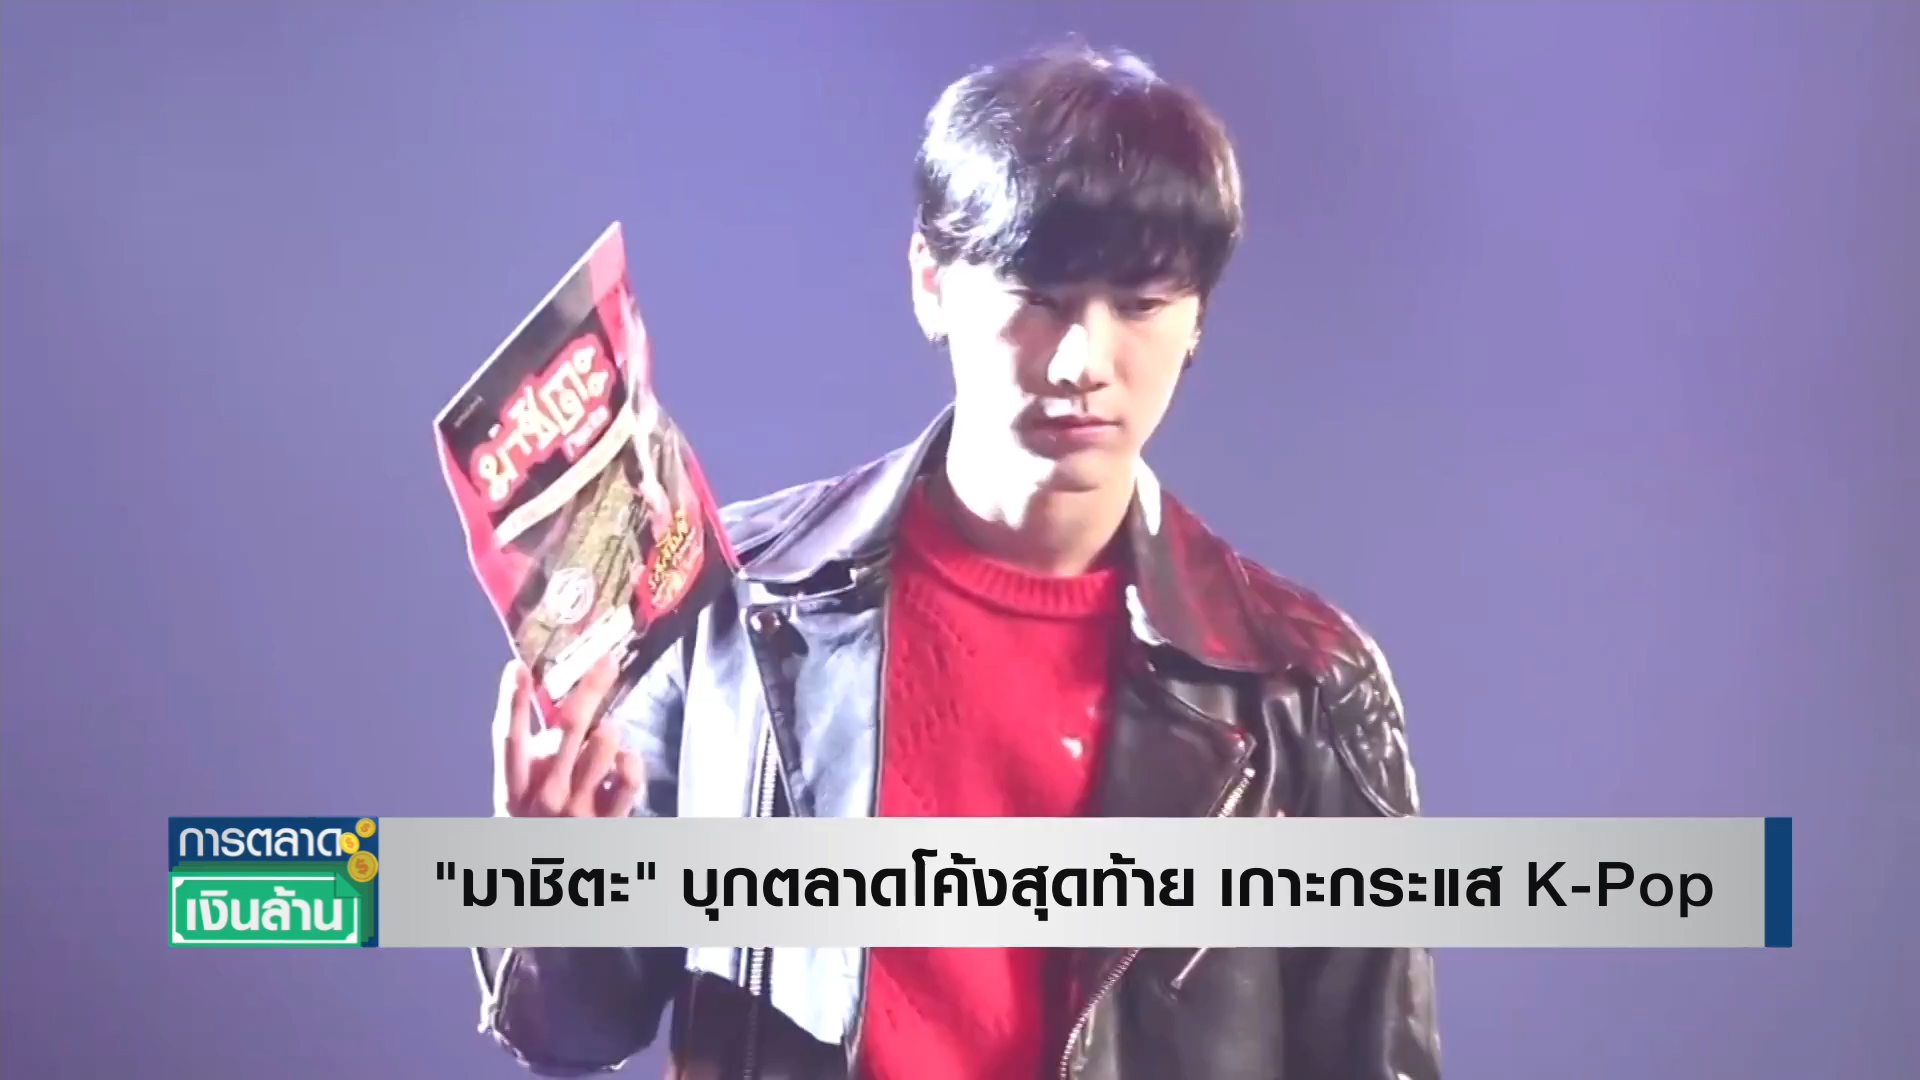 มาชิตะ
การตลาด
เงินล้าน
"มาชิตะ" บุกตลาดโค้งสุดท้าย เกาะกระแส K-Pop